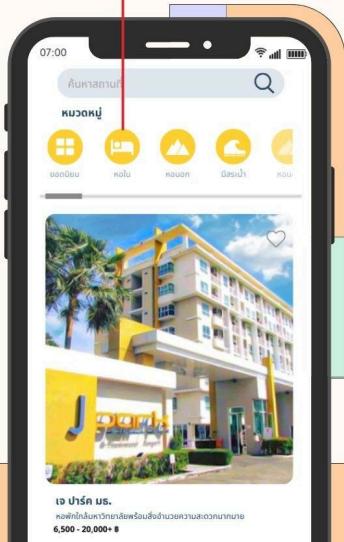 07:00
ค้นหาสถานที่
หมวดหมู่
ยอดนิยม
หอใน
หอนอก
มีสระน้ำ
หอน
เจ ปาร์ค มธ.
หอพักใกล้มหาวิทยาลัยพร้อมสิ่งอำนวยความสะดวกมากมาย
6,500 - 20,000+ ฿